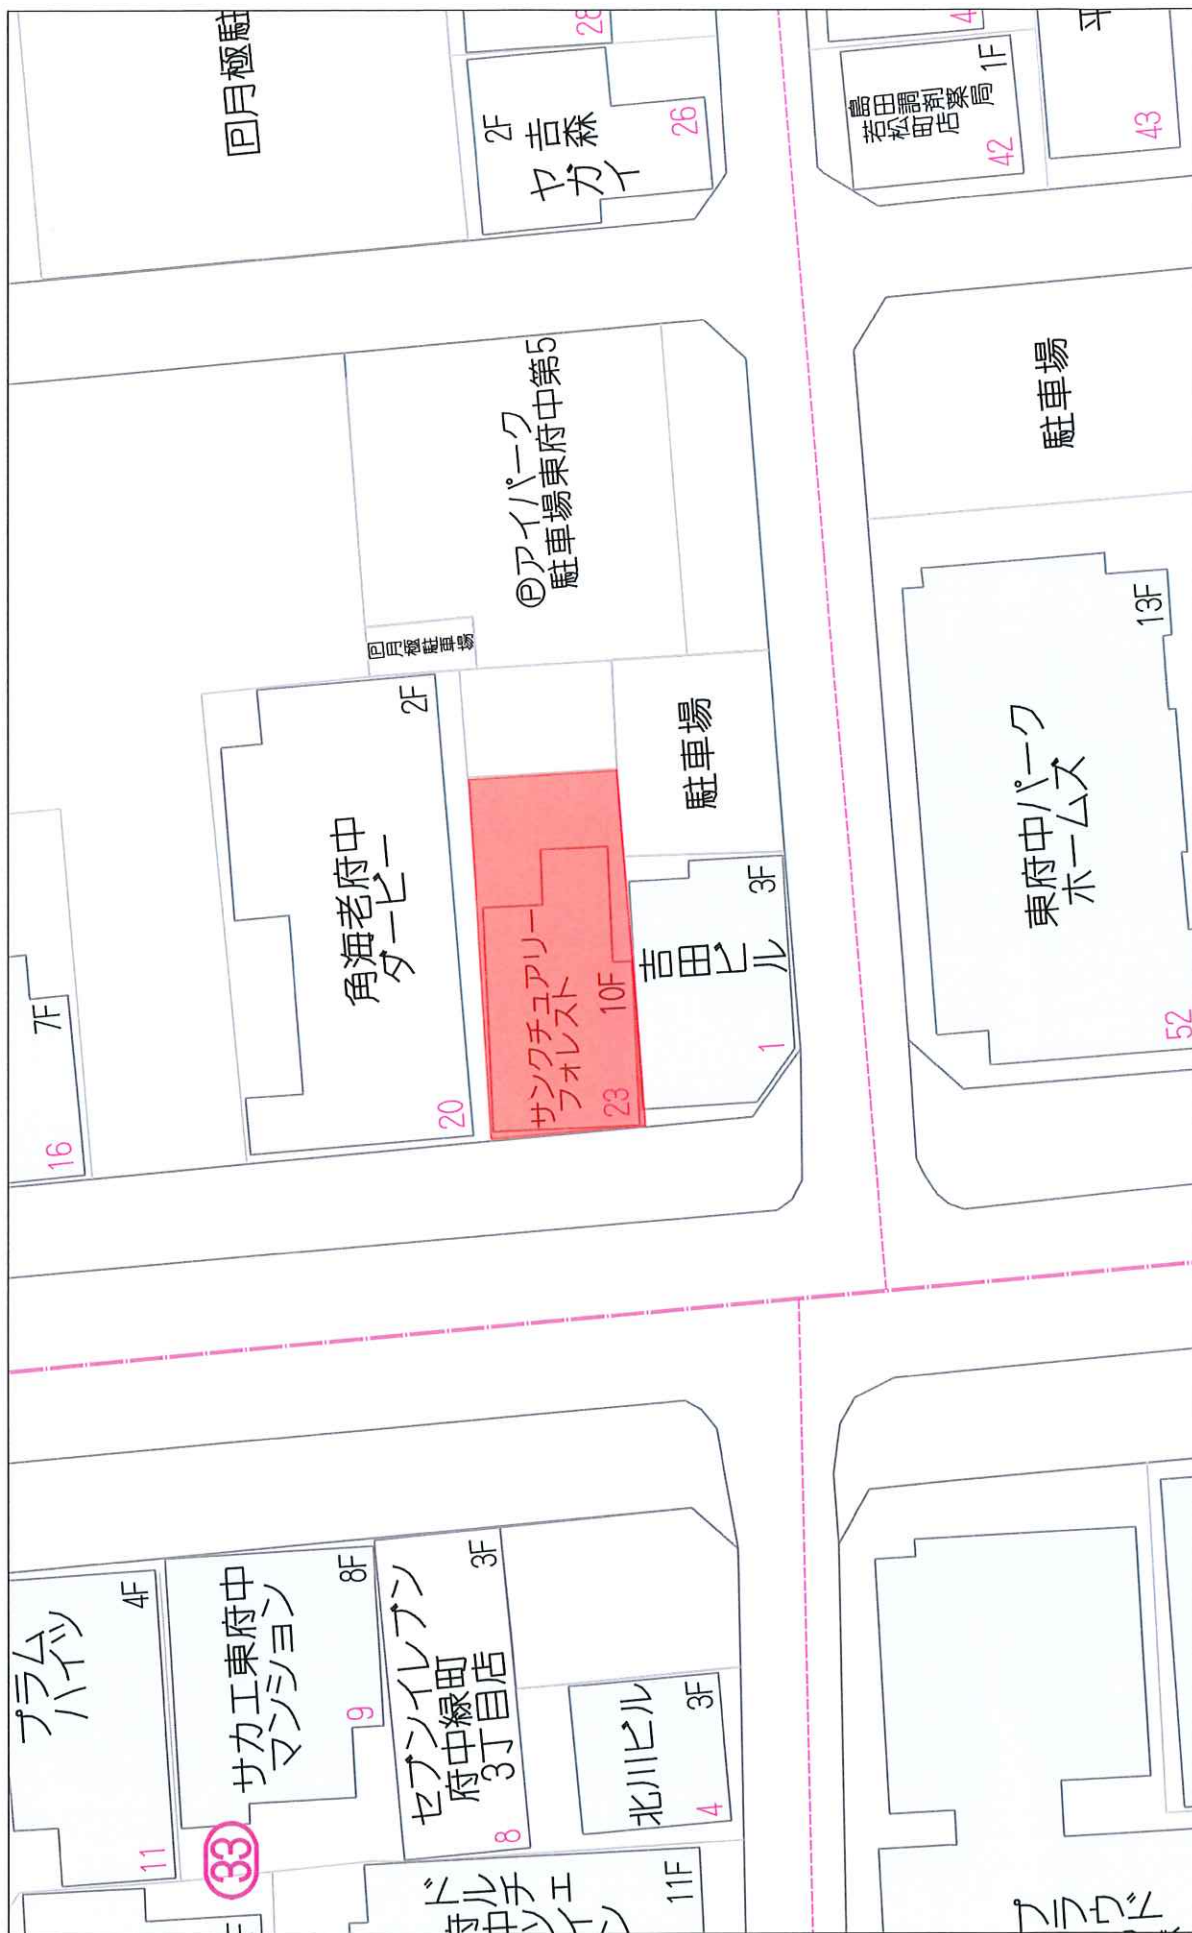 プラム
ハイツ
4F
11
33
サカエ東府中
マンション
8F
9
セブンイレブン
府中緑町
3丁目店
3F
8
北川ビル
3F
4
11F
7F
16
角海老府中
ダービー
2F
20
サンクチュアリー
フォレスト
10F
23
吉田ビル
3F
1
駐車場
Ⓟアイパーク
駐車場東府中第5
🄿月極駐車場
🄿月極駐
2F
吉森
ヤガイ
26
28
島田調剤薬局
若松町店
1F
42
4
43
平
駐車場
東府中パーク
ホームズ
13F
52
プラウド